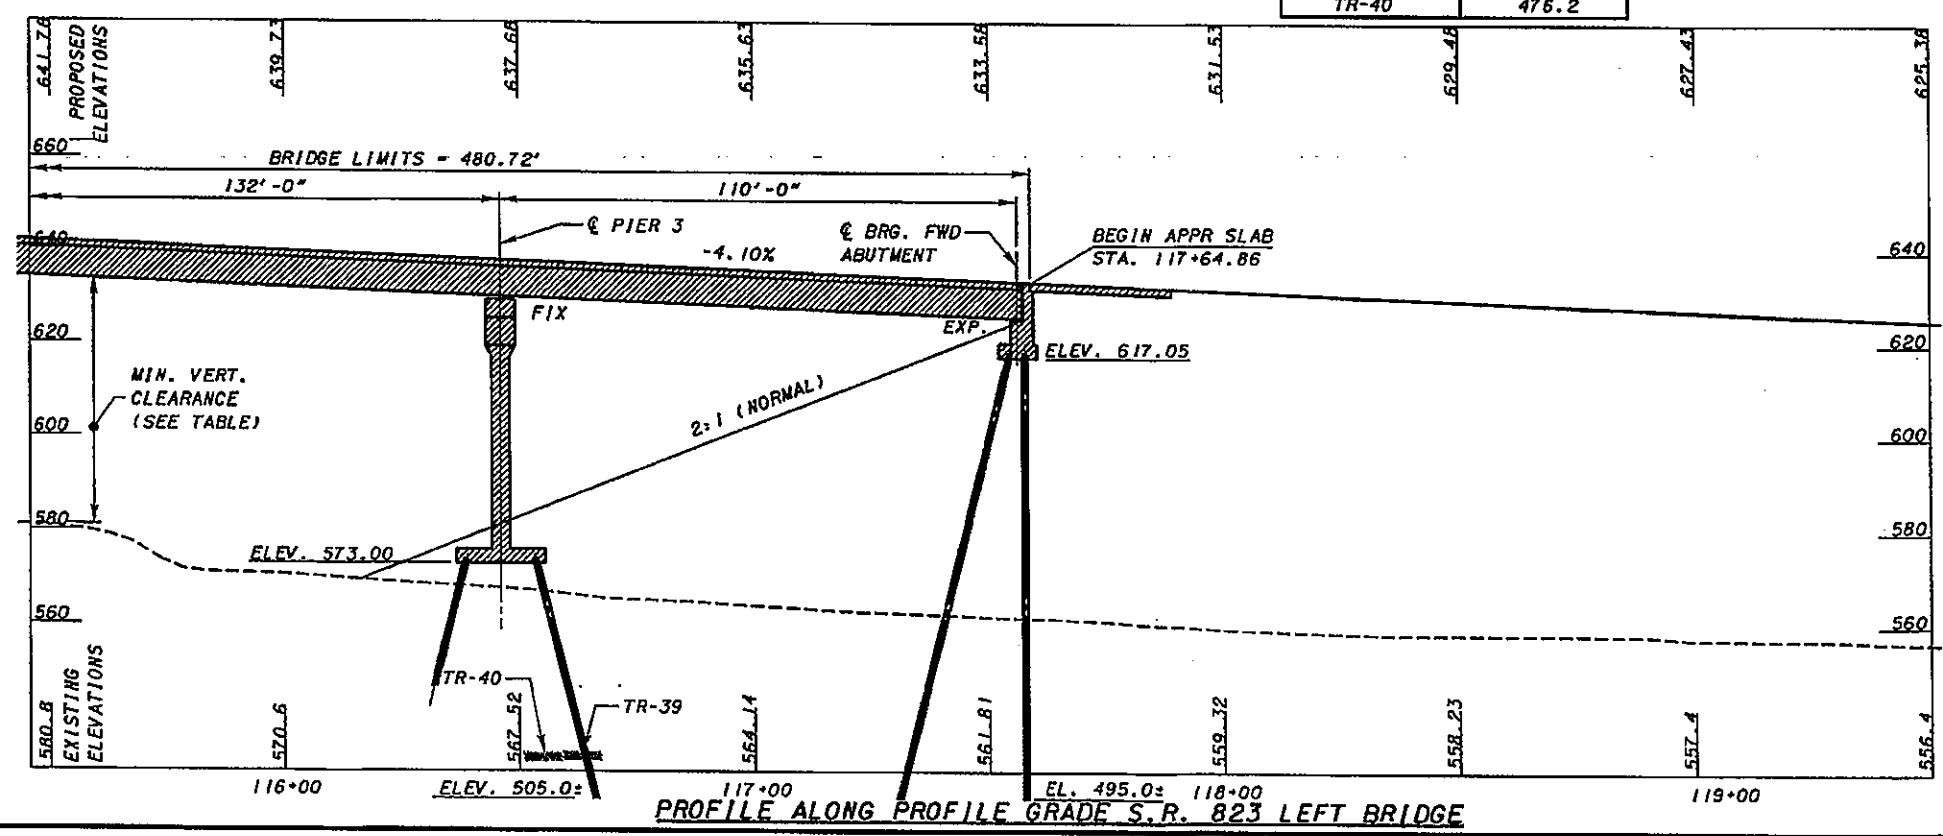 TR-40 476.2
641.78 639.73 637.68 635.63 633.58 631.53 629.48 627.43 625.38
PROPOSED
ELEVATIONS
660
BRIDGE LIMITS = 480.72'
132'-0" 110'-0"
℄ PIER 3
℄ BRG. FWD
ABUTMENT
BEGIN APPR SLAB
STA. 117+64.86
-4.10%
640 640
FIX
EXP.
620 620
ELEV. 617.05
MIN. VERT.
CLEARANCE
(SEE TABLE)
2:1 (NORMAL)
600 600
580 580
ELEV. 573.00
560 560
EXISTING
ELEVATIONS
TR-40
TR-39
580.8 570.6 567.52 564.14 561.81 559.32 558.23 557.4 556.4
116+00 ELEV. 505.0± 117+00 EL. 495.0± 118+00 119+00
PROFILE ALONG PROFILE GRADE S.R. 823 LEFT BRIDGE